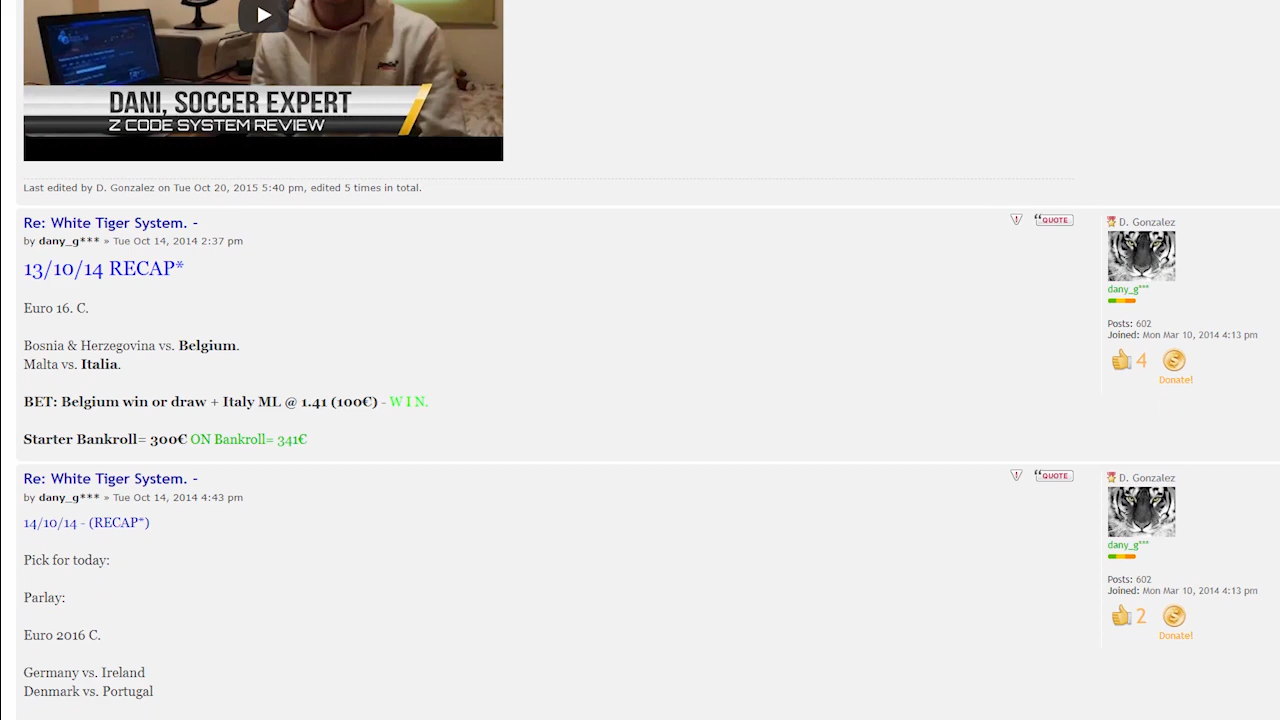 DANI, SOCCER EXPERT
Z CODE SYSTEM REVIEW
Last edited by D. Gonzalez on Tue Oct 20, 2015 5:40 pm, edited 5 times in total.
Re: White Tiger System. -
QUOTE
by dany_g*** » Tue Oct 14, 2014 2:37 pm
13/10/14 RECAP*
Euro 16. C.
Bosnia & Herzegovina vs. Belgium.
Malta vs. Italia.
BET: Belgium win or draw + Italy ML @ 1.41 (100€) - W I N.
Starter Bankroll= 300€ ON Bankroll= 341€
D. Gonzalez
dany_g***
Posts: 602
Joined: Mon Mar 10, 2014 4:13 pm
4
Donate!
Re: White Tiger System. -
QUOTE
by dany_g*** » Tue Oct 14, 2014 4:43 pm
14/10/14 - (RECAP*)
Pick for today:
Parlay:
Euro 2016 C.
Germany vs. Ireland
Denmark vs. Portugal
D. Gonzalez
dany_g***
Posts: 602
Joined: Mon Mar 10, 2014 4:13 pm
2
Donate!